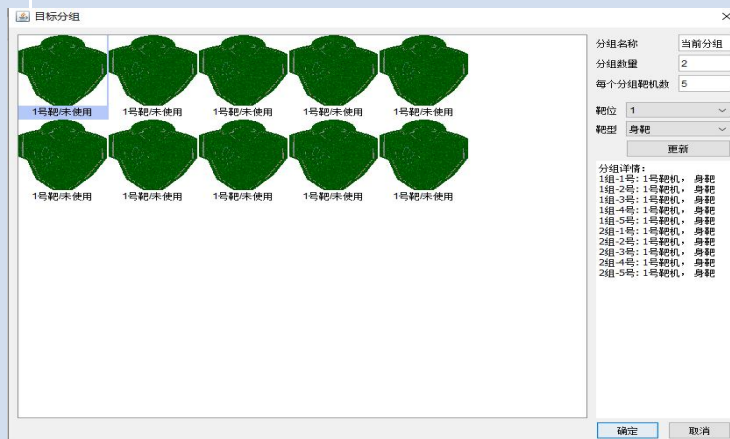 目标分组
1号靶/未使用 1号靶/未使用 1号靶/未使用 1号靶/未使用 1号靶/未使用
1号靶/未使用 1号靶/未使用 1号靶/未使用 1号靶/未使用 1号靶/未使用
分组名称 当前分组
分组数量 2
每个分组靶机数 5
靶位 1
靶型 身靶
更新
分组详情:
1组-1号: 1号靶机， 身靶
1组-2号: 1号靶机， 身靶
1组-3号: 1号靶机， 身靶
1组-4号: 1号靶机， 身靶
1组-5号: 1号靶机， 身靶
2组-1号: 1号靶机， 身靶
2组-2号: 1号靶机， 身靶
2组-3号: 1号靶机， 身靶
2组-4号: 1号靶机， 身靶
2组-5号: 1号靶机， 身靶
确定 取消